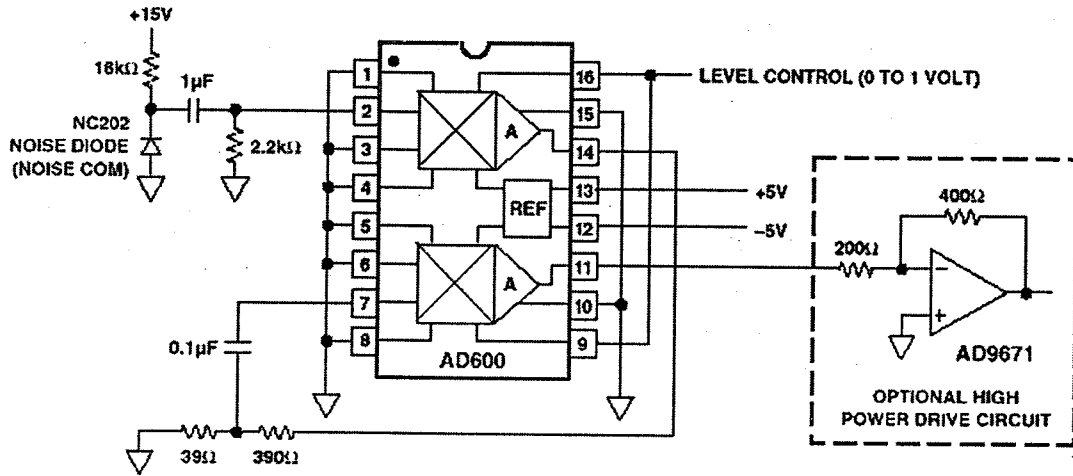 +15V
16kΩ
1µF
NC202
NOISE DIODE
(NOISE COM)
2.2kΩ
1
2
3
4
5
6
7
8
16
15
14
13
12
11
10
9
A
REF
A
AD600
LEVEL CONTROL (0 TO 1 VOLT)
+5V
–5V
0.1µF
39Ω
390Ω
200Ω
400Ω
–
+
AD9671
OPTIONAL HIGH
POWER DRIVE CIRCUIT